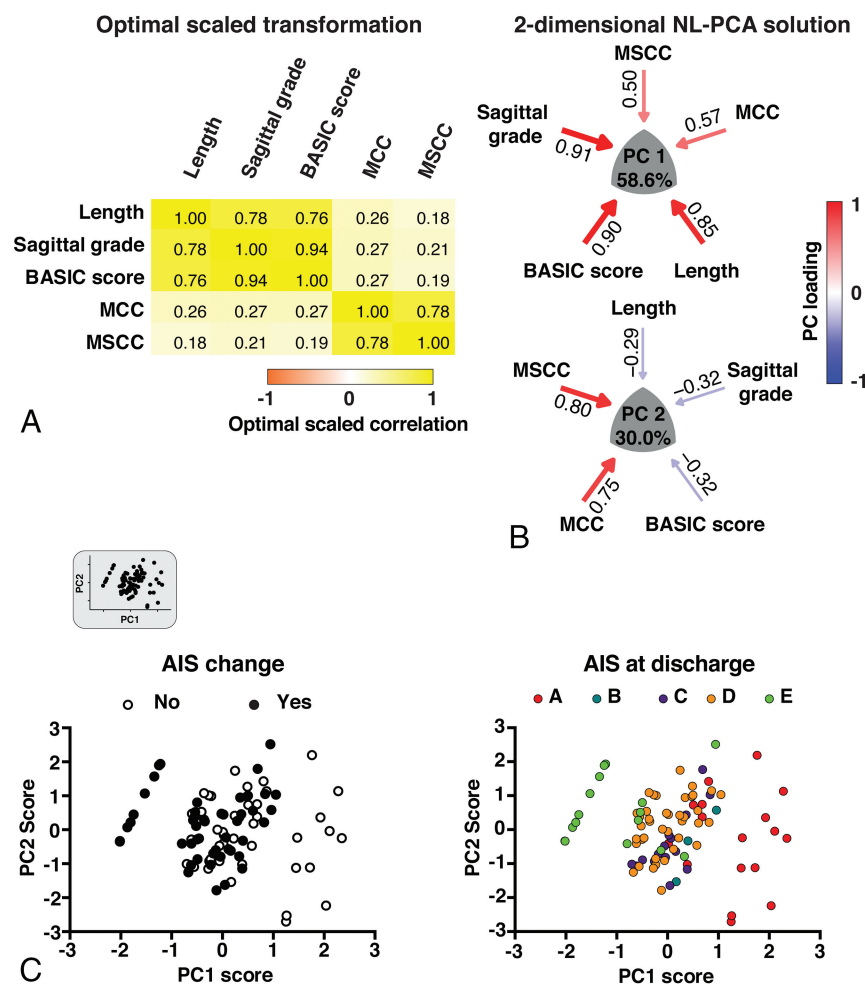 Optimal scaled transformation
Length
Sagittal grade
BASIC score
MCC
MSCC
Length 1.00 0.78 0.76 0.26 0.18
Sagittal grade 0.78 1.00 0.94 0.27 0.21
BASIC score 0.76 0.94 1.00 0.27 0.19
MCC 0.26 0.27 0.27 1.00 0.78
MSCC 0.18 0.21 0.19 0.78 1.00
-1 0 1
Optimal scaled correlation
A
2-dimensional NL-PCA solution
MSCC
0.50
Sagittal
grade
0.91
MCC
0.57
PC 1
58.6%
BASIC score
0.90
Length
0.85
Length
−0.29
MSCC
0.80
Sagittal
grade
−0.32
PC 2
30.0%
MCC
0.75
BASIC score
−0.32
1
0
-1
PC loading
B
PC2
PC1
AIS change
No Yes
3
2
1
0
-1
-2
-3
PC2 Score
-3 -2 -1 0 1 2 3
PC1 score
C
AIS at discharge
A B C D E
3
2
1
0
-1
-2
-3
PC2 Score
-3 -2 -1 0 1 2 3
PC1 score